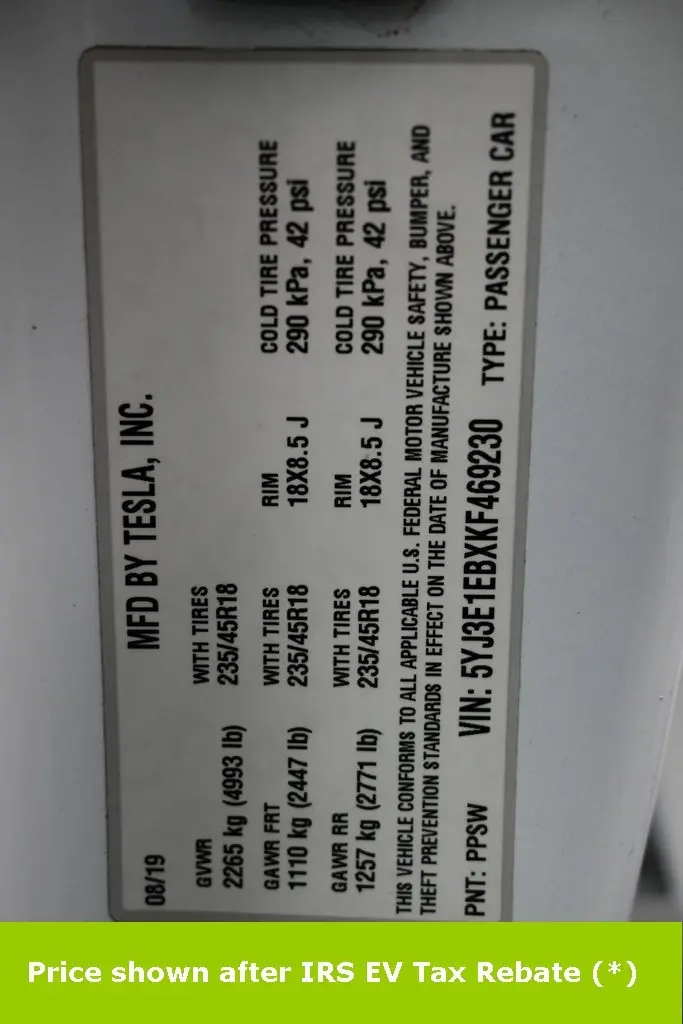 MFD BY TESLA, INC.
08/19
GVWR WITH TIRES
2265 kg (4993 lb) 235/45R18
GAWR FRT WITH TIRES RIM COLD TIRE PRESSURE
1110 kg (2447 lb) 235/45R18 18X8.5 J 290 kPa, 42 psi
GAWR RR WITH TIRES RIM COLD TIRE PRESSURE
1257 kg (2771 lb) 235/45R18 18X8.5 J 290 kPa, 42 psi
THIS VEHICLE CONFORMS TO ALL APPLICABLE U.S. FEDERAL MOTOR VEHICLE SAFETY, BUMPER, AND
THEFT PREVENTION STANDARDS IN EFFECT ON THE DATE OF MANUFACTURE SHOWN ABOVE.
PNT: PPSW VIN: 5YJ3E1EBXKF469230 TYPE: PASSENGER CAR
Price shown after IRS EV Tax Rebate (*)